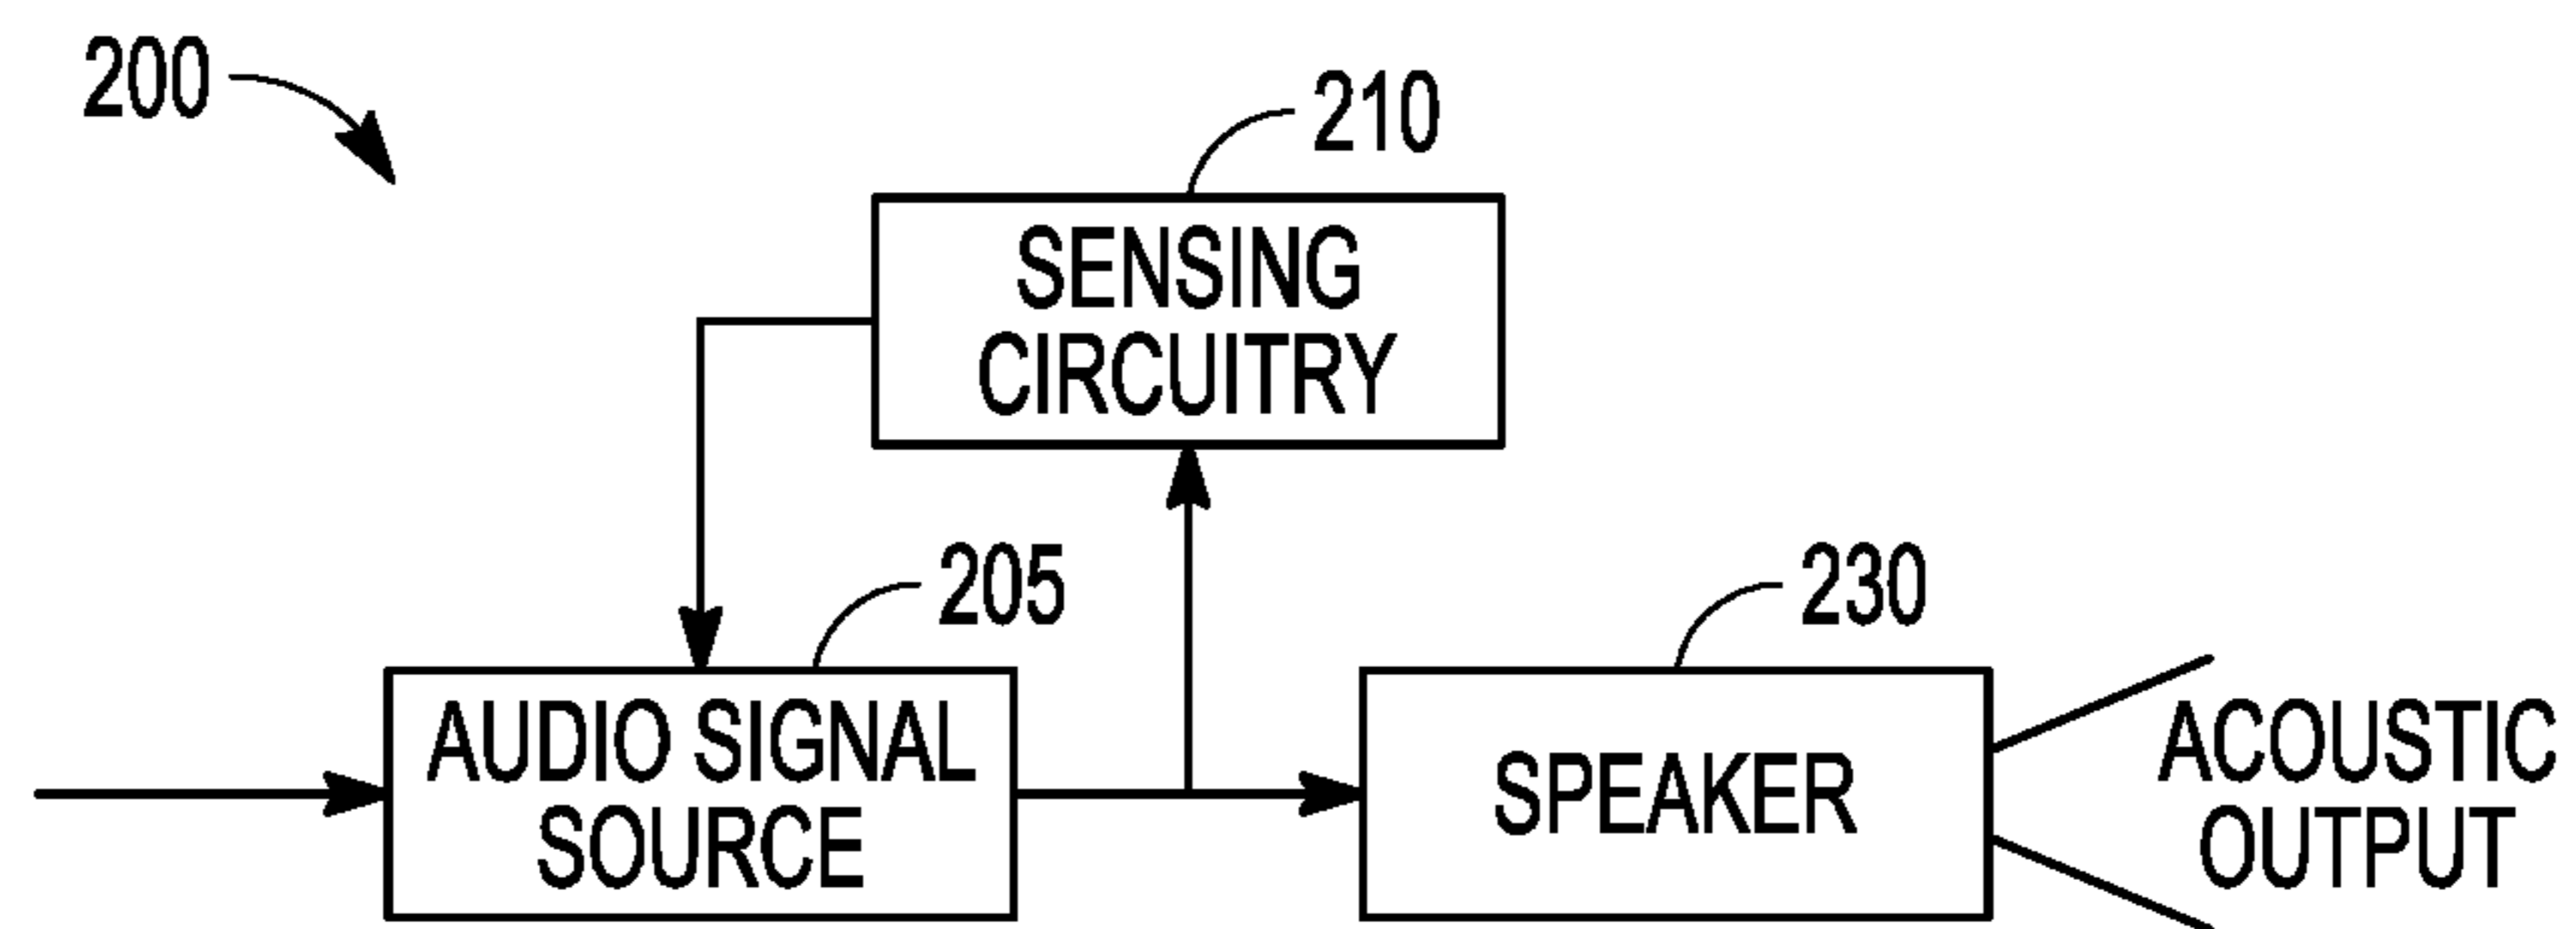 200
210
SENSING
CIRCUITRY
205
230
AUDIO SIGNAL
SOURCE
SPEAKER
ACOUSTIC
OUTPUT